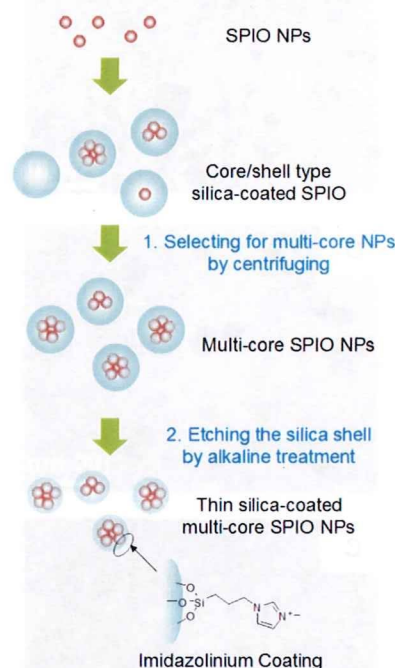 SPIO NPs
Core/shell type
silica-coated SPIO
1. Selecting for multi-core NPs
by centrifuging
Multi-core SPIO NPs
2. Etching the silica shell
by alkaline treatment
Thin silica-coated
multi-core SPIO NPs
O
O
Si
O
N
N+
Imidazolinium Coating